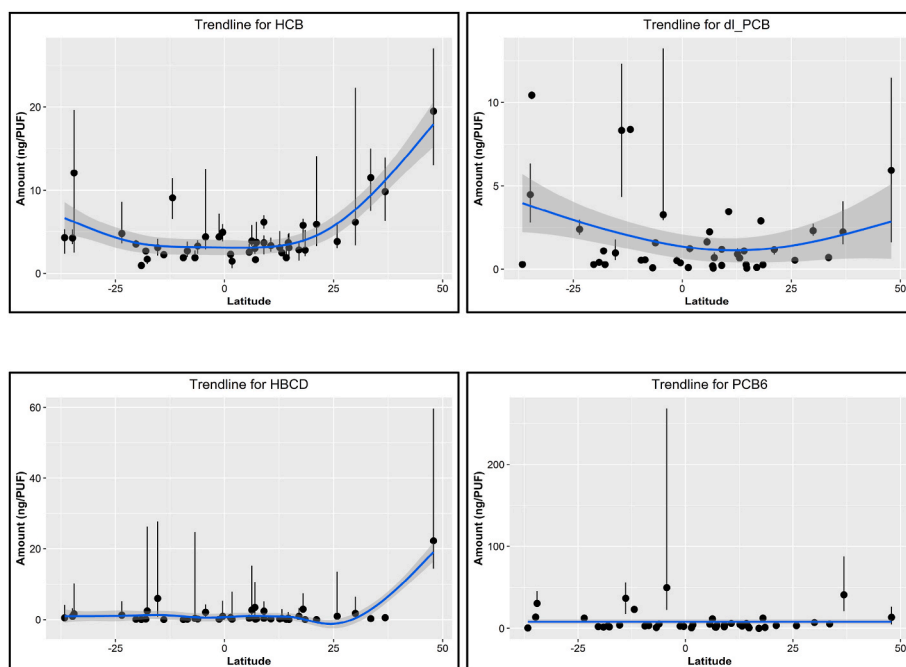 Trendline for HCB
Amount (ng/PUF)
20
10
0
-25
0
25
50
Latitude
Trendline for dl_PCB
Amount (ng/PUF)
10
5
0
-25
0
25
50
Latitude
Trendline for HBCD
Amount (ng/PUF)
60
40
20
0
-25
0
25
50
Latitude
Trendline for PCB6
Amount (ng/PUF)
200
100
0
-25
0
25
50
Latitude